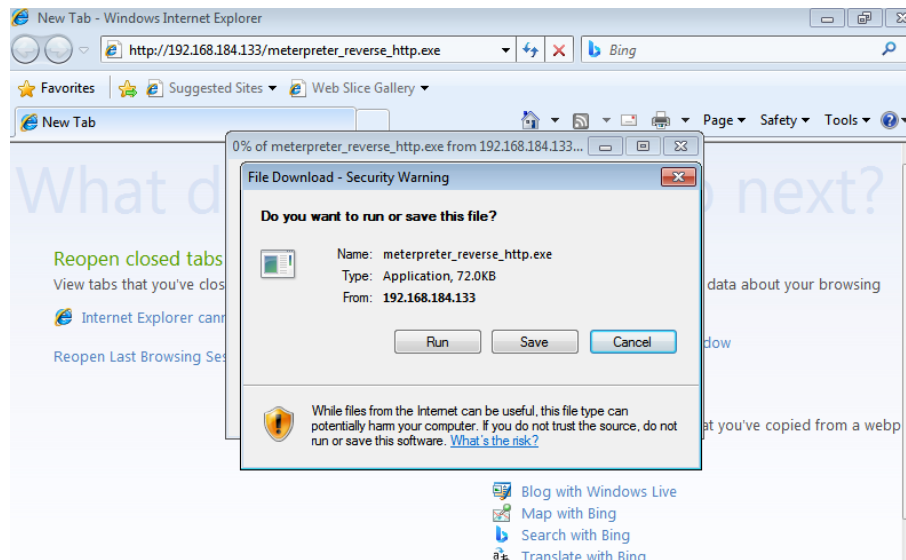 New Tab - Windows Internet Explorer
http://192.168.184.133/meterpreter_reverse_http.exe
Bing
Favorites
Suggested Sites
Web Slice Gallery
New Tab
Page
Safety
Tools
0% of meterpreter_reverse_http.exe from 192.168.184.133...
File Download - Security Warning
Do you want to run or save this file?
Name: meterpreter_reverse_http.exe
Type: Application, 72.0KB
From: 192.168.184.133
Run
Save
Cancel
While files from the Internet can be useful, this file type can
potentially harm your computer. If you do not trust the source, do not
run or save this software. What's the risk?
What d
next?
Reopen closed tabs
View tabs that you've clos
Internet Explorer canr
Reopen Last Browsing Ses
data about your browsing
dow
at you've copied from a webp
Blog with Windows Live
Map with Bing
Search with Bing
Translate with Bing